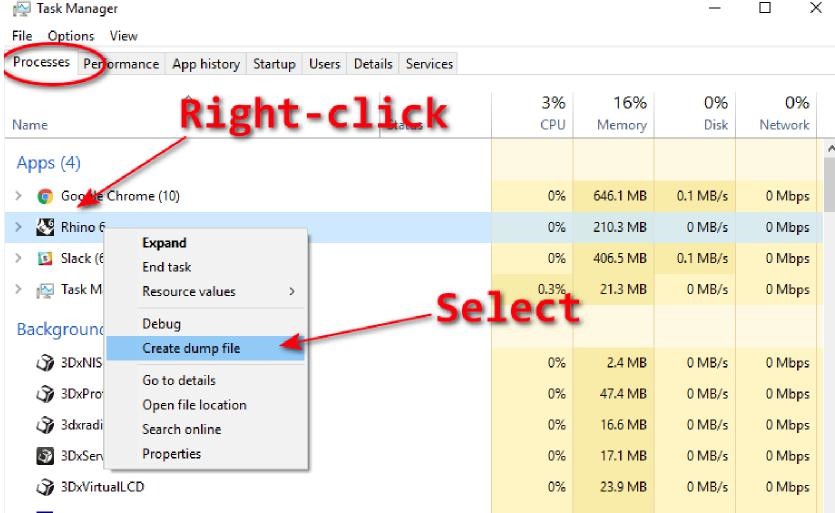 Task Manager
File Options View
Processes Performance App history Startup Users Details Services
Right-click
3% 16% 0% 0%
Name Status CPU Memory Disk Network
Apps (4)
Google Chrome (10) 0% 646.1 MB 0.1 MB/s 0 Mbps
Rhino 6 0% 210.3 MB 0 MB/s 0 Mbps
Slack (6 0% 406.5 MB 0.1 MB/s 0 Mbps
Task M 0.3% 21.3 MB 0 MB/s 0 Mbps
Expand
End task
Resource values
Debug
Create dump file
Go to details
Open file location
Search online
Properties
Select
Background
3DxNIS 0% 2.4 MB 0 MB/s 0 Mbps
3DxPro 0% 47.4 MB 0 MB/s 0 Mbps
3dxradi 0% 16.6 MB 0 MB/s 0 Mbps
3DxServ 0% 17.1 MB 0 MB/s 0 Mbps
3DxVirtualLCD 0% 23.9 MB 0 MB/s 0 Mbps